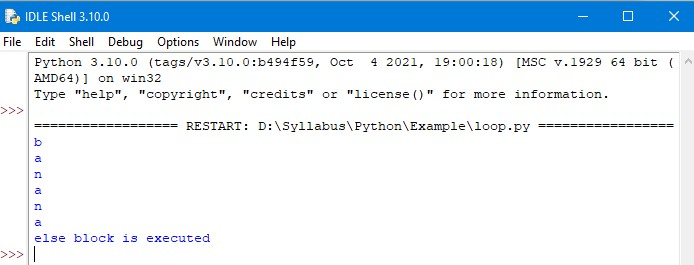 IDLE Shell 3.10.0
File Edit Shell Debug Options Window Help
Python 3.10.0 (tags/v3.10.0:b494f59, Oct  4 2021, 19:00:18) [MSC v.1929 64 bit (
AMD64)] on win32
Type "help", "copyright", "credits" or "license()" for more information.
>>>
================== RESTART: D:\Syllabus\Python\Example\loop.py =================
b
a
n
a
n
a
else block is executed
>>>